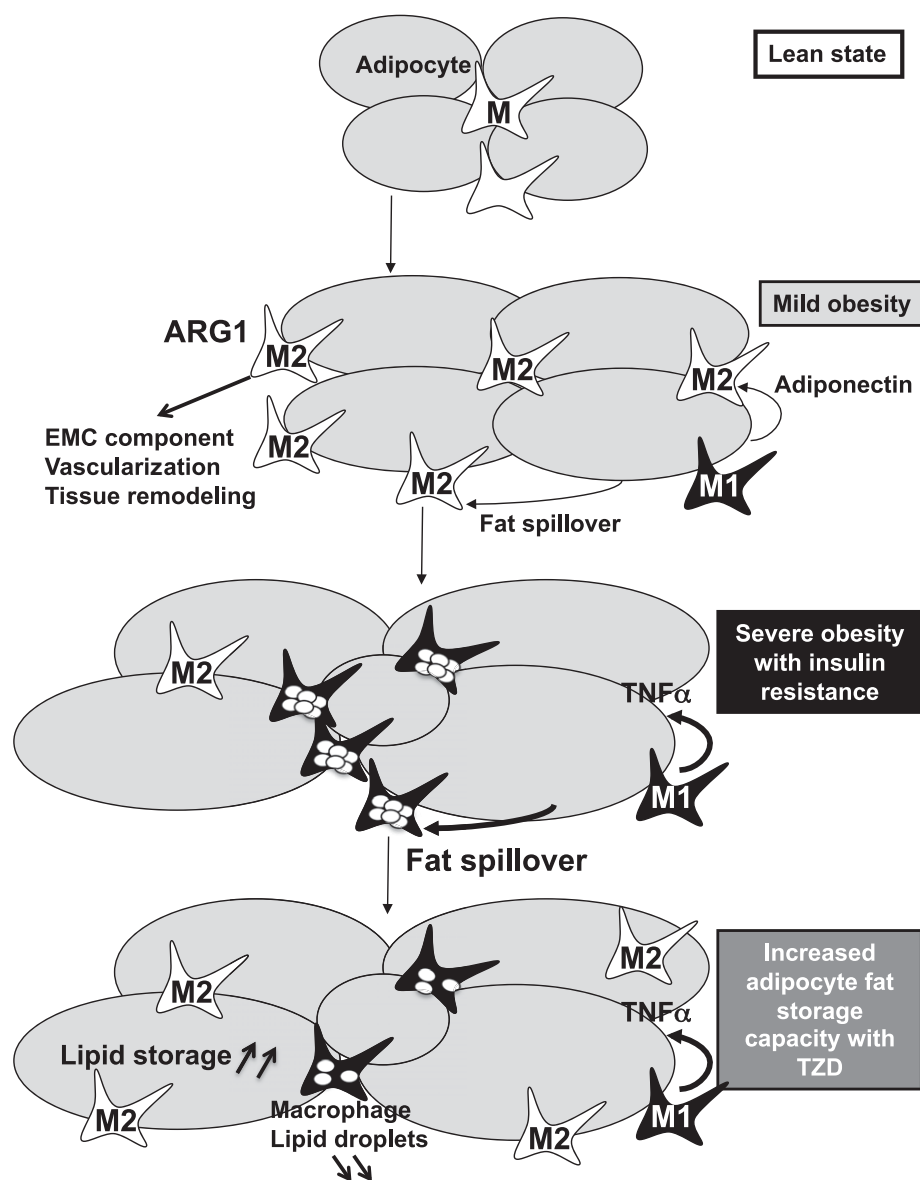 Adipocyte
Lean state
M
Mild obesity
ARG1
M2
M2
M2
Adiponectin
EMC component
Vascularization
Tissue remodeling
M2
M2
M1
Fat spillover
Severe obesity
with insulin
resistance
M2
TNFα
M1
Fat spillover
Increased
adipocyte fat
storage
capacity with
TZD
M2
M2
TNFα
Lipid storage
M2
Macrophage
Lipid droplets
M2
M1